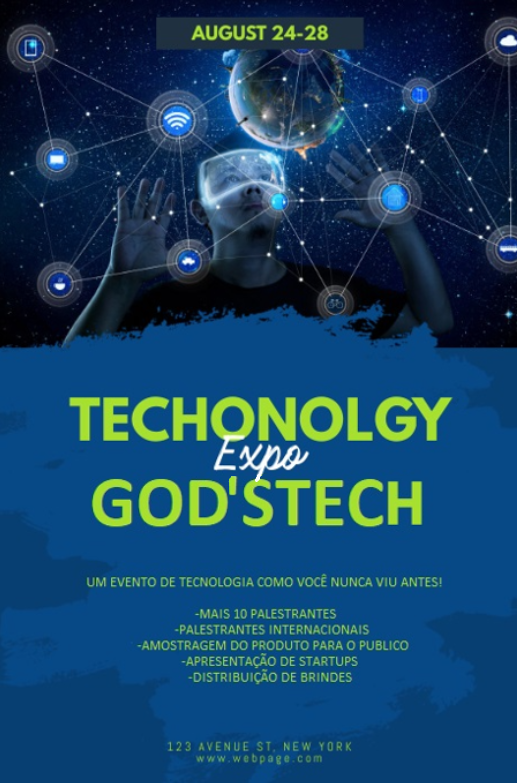 AUGUST 24-28
TECHONOLGY
Expo
GOD'STECH
UM EVENTO DE TECNOLOGIA COMO VOCÊ NUNCA VIU ANTES!
-MAIS 10 PALESTRANTES
-PALESTRANTES INTERNACIONAIS
-AMOSTRAGEM DO PRODUTO PARA O PUBLICO
-APRESENTAÇÃO DE STARTUPS
-DISTRIBUIÇÃO DE BRINDES
123 AVENUE ST, NEW YORK
www.webpage.com